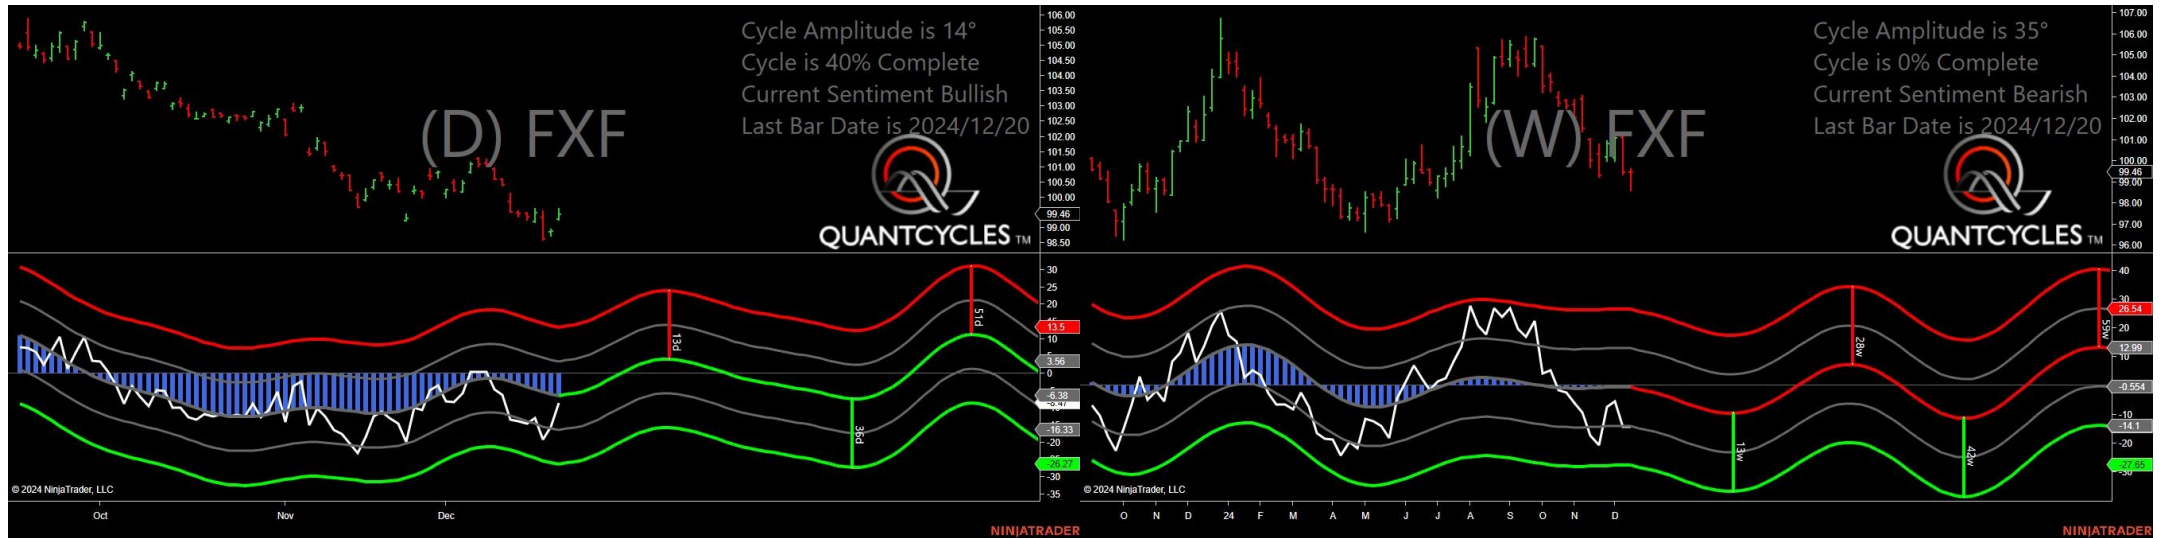 Cycle Amplitude is 14°
Cycle is 40% Complete
Current Sentiment Bullish
Last Bar Date is 2024/12/20
(D) FXF
QUANTCYCLES TM
106.00
105.50
105.00
104.50
104.00
103.50
103.00
102.50
102.00
101.50
101.00
100.50
100.00
99.46
99.00
98.50
30
25
20
15
13.5
10
5
3.56
0
-6.38
-8.47
-16.33
-20
-26.27
-30
-35
13d
36d
51d
© 2024 NinjaTrader, LLC
Oct Nov Dec
NINJATRADER
Cycle Amplitude is 35°
Cycle is 0% Complete
Current Sentiment Bearish
Last Bar Date is 2024/12/20
(W) FXF
QUANTCYCLES TM
107.00
106.00
105.00
104.00
103.00
102.00
101.00
100.00
99.46
99.00
98.00
97.00
96.00
40
30
26.54
20
12.99
10
-0.554
-10
-14.1
-20
-27.65
-30
13w
28w
42w
59w
© 2024 NinjaTrader, LLC
O N D 24 F M A M J J A S O N D
NINJATRADER